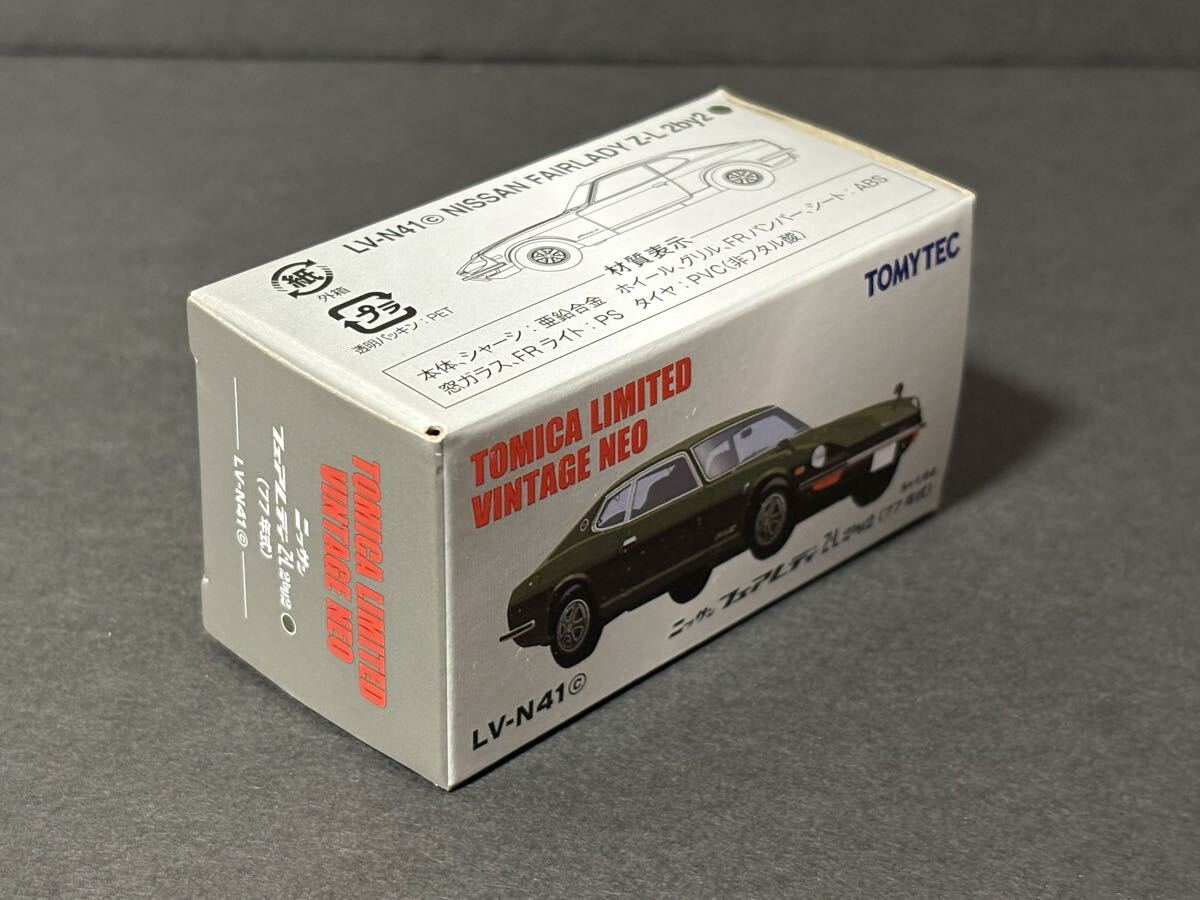 LV-N41ⓒ NISSAN FAIRLADY Z-L 2by2
紙
外箱
プラ
透明パッキン:PET
材質表示
本体、シャーシ:亜鉛合金 ホイール、グリル、FRバンパー、シート:ABS
窓ガラス、FRライト:PS タイヤ:PVC(非フタル酸)
TOMYTEC
TOMICA LIMITED
VINTAGE NEO
ニッサン フェアレディ Z-L 2by2 (77年式)
LV-N41ⓒ
TOMICA LIMITED
VINTAGE NEO
ニッサン
フェアレディ Z-L 2by2
(77年式)
LV-N41ⓒ